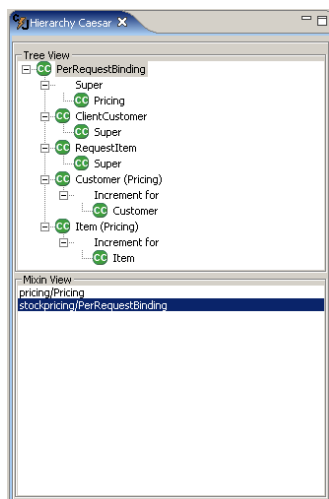 Hierarchy Caesar
Tree View
CC PerRequestBinding
Super
CC Pricing
CC ClientCustomer
CC Super
CC RequestItem
CC Super
CC Customer (Pricing)
Increment for
CC Customer
CC Item (Pricing)
Increment for
CC Item
Mixin View
pricing/Pricing
stockpricing/PerRequestBinding